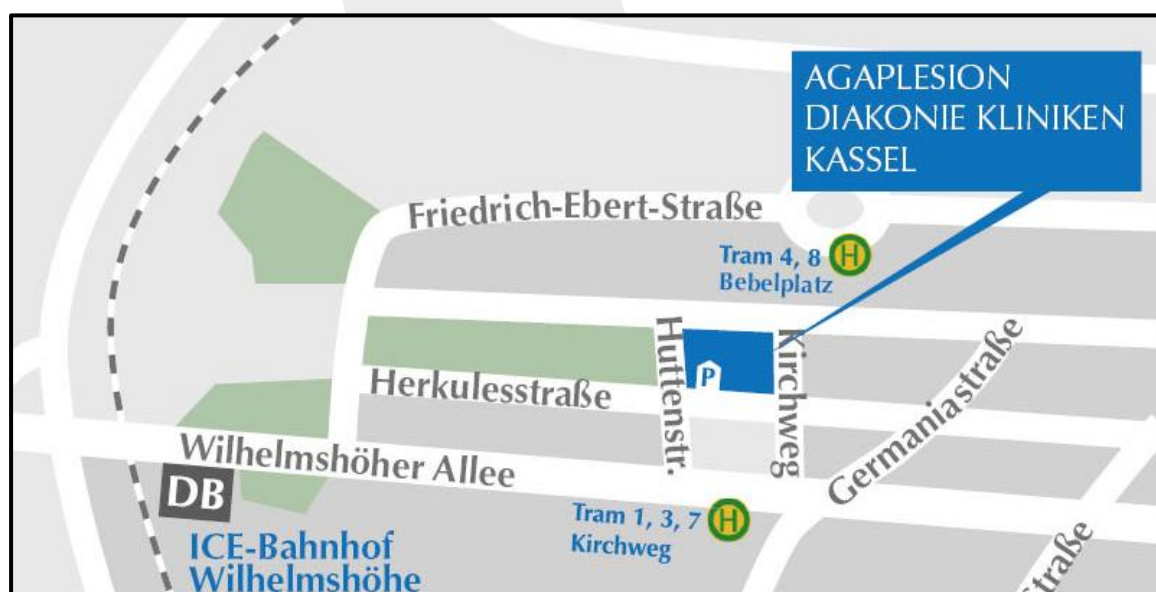 AGAPLESION
DIAKONIE KLINIKEN
KASSEL
Friedrich-Ebert-Straße
Tram 4, 8 H
Bebelplatz
Huttenstr.
Kirchweg
P
Herkulesstraße
Germaniastraße
Wilhelmshöher Allee
DB
ICE-Bahnhof
Wilhelmshöhe
Tram 1, 3, 7 H
Kirchweg
straße